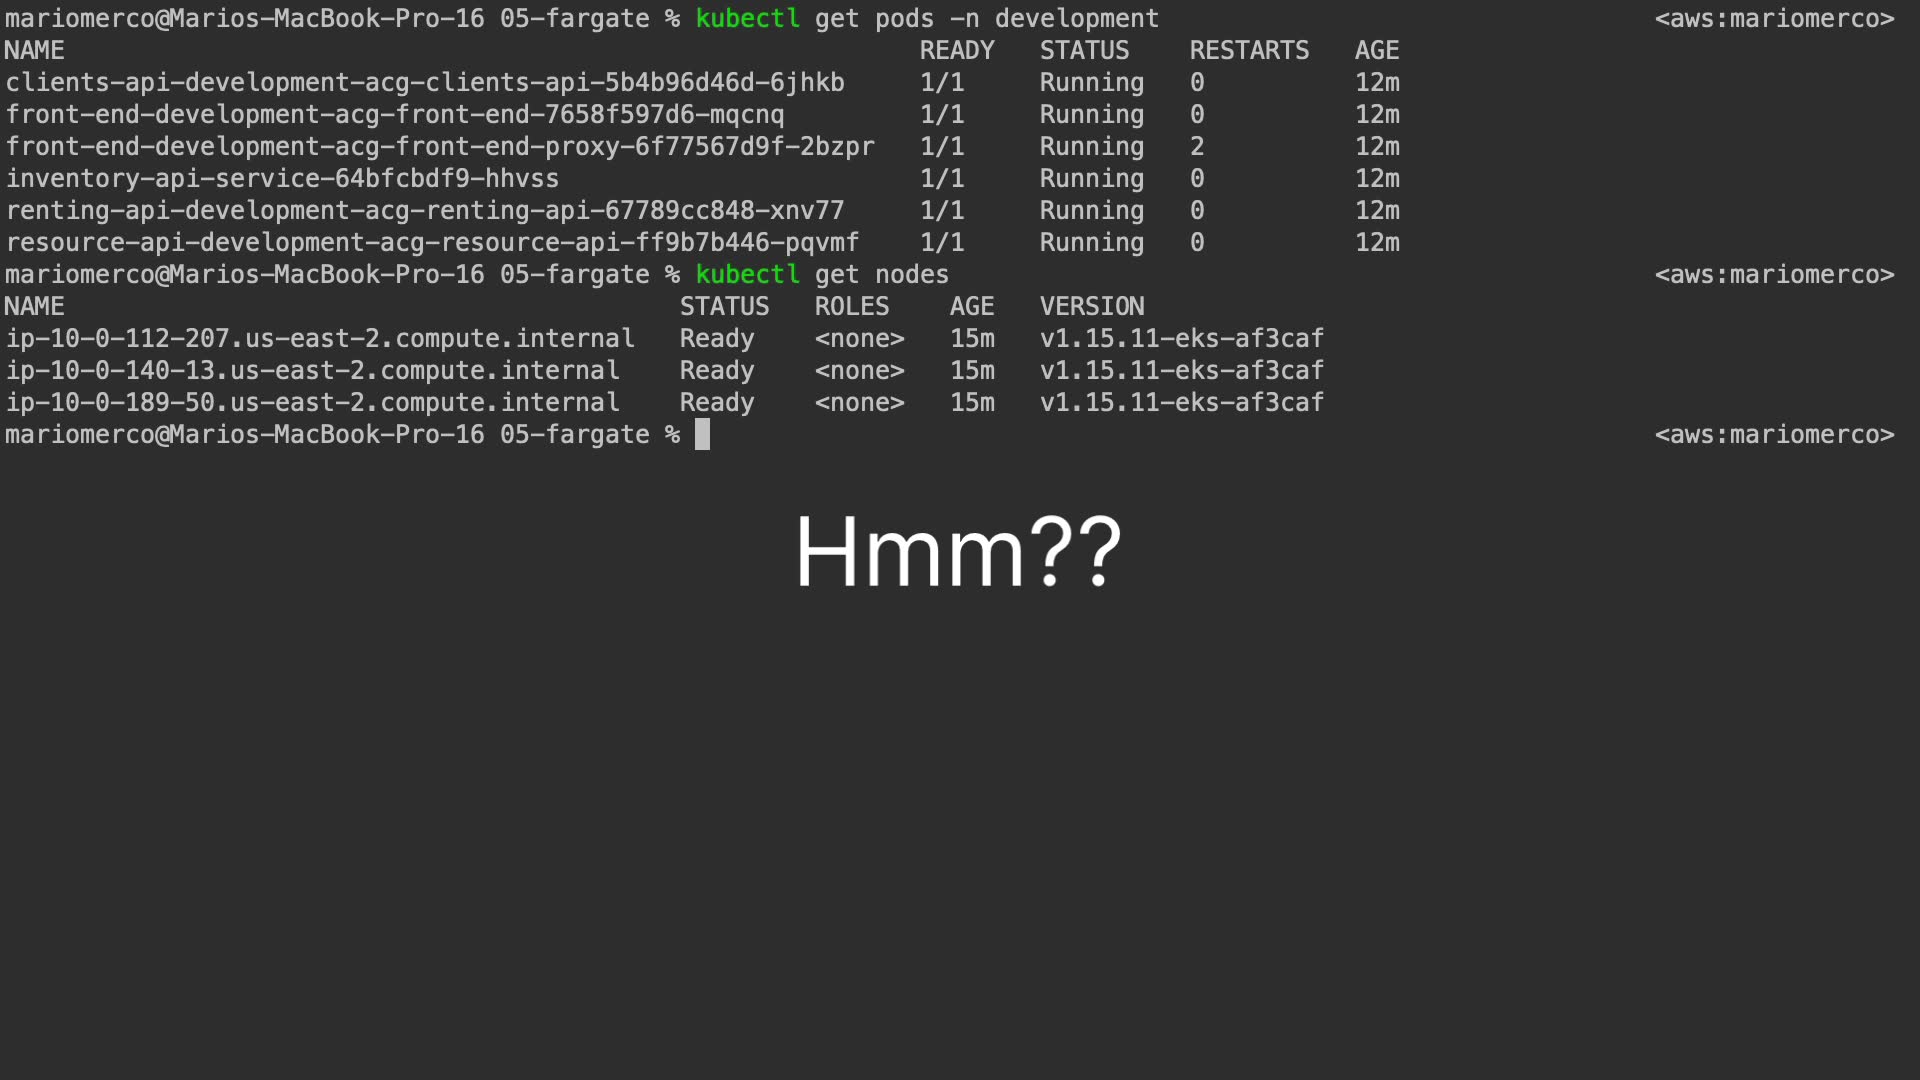 mariomerco@Marios-MacBook-Pro-16 05-fargate % kubectl get pods -n development <aws:mariomerco>
NAME READY STATUS RESTARTS AGE
clients-api-development-acg-clients-api-5b4b96d46d-6jhkb 1/1 Running 0 12m
front-end-development-acg-front-end-7658f597d6-mqcnq 1/1 Running 0 12m
front-end-development-acg-front-end-proxy-6f77567d9f-2bzpr 1/1 Running 2 12m
inventory-api-service-64bfcbdf9-hhvss 1/1 Running 0 12m
renting-api-development-acg-renting-api-67789cc848-xnv77 1/1 Running 0 12m
resource-api-development-acg-resource-api-ff9b7b446-pqvmf 1/1 Running 0 12m
mariomerco@Marios-MacBook-Pro-16 05-fargate % kubectl get nodes <aws:mariomerco>
NAME STATUS ROLES AGE VERSION
ip-10-0-112-207.us-east-2.compute.internal Ready <none> 15m v1.15.11-eks-af3caf
ip-10-0-140-13.us-east-2.compute.internal Ready <none> 15m v1.15.11-eks-af3caf
ip-10-0-189-50.us-east-2.compute.internal Ready <none> 15m v1.15.11-eks-af3caf
mariomerco@Marios-MacBook-Pro-16 05-fargate % <aws:mariomerco>
Hmm??